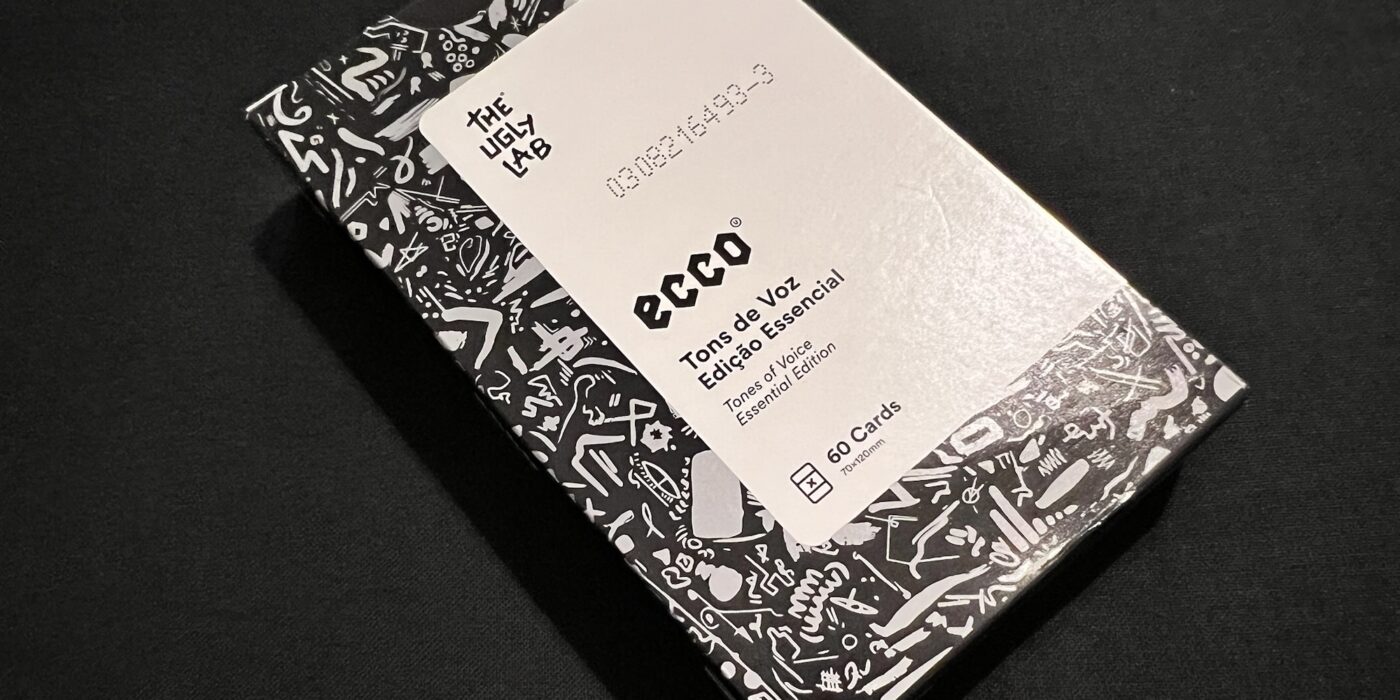 THE
UGLY
LAB
0308216493-3
ecco
Tons de Voz
Edição Essencial
Tones of Voice
Essential Edition
60 Cards
70x120mm